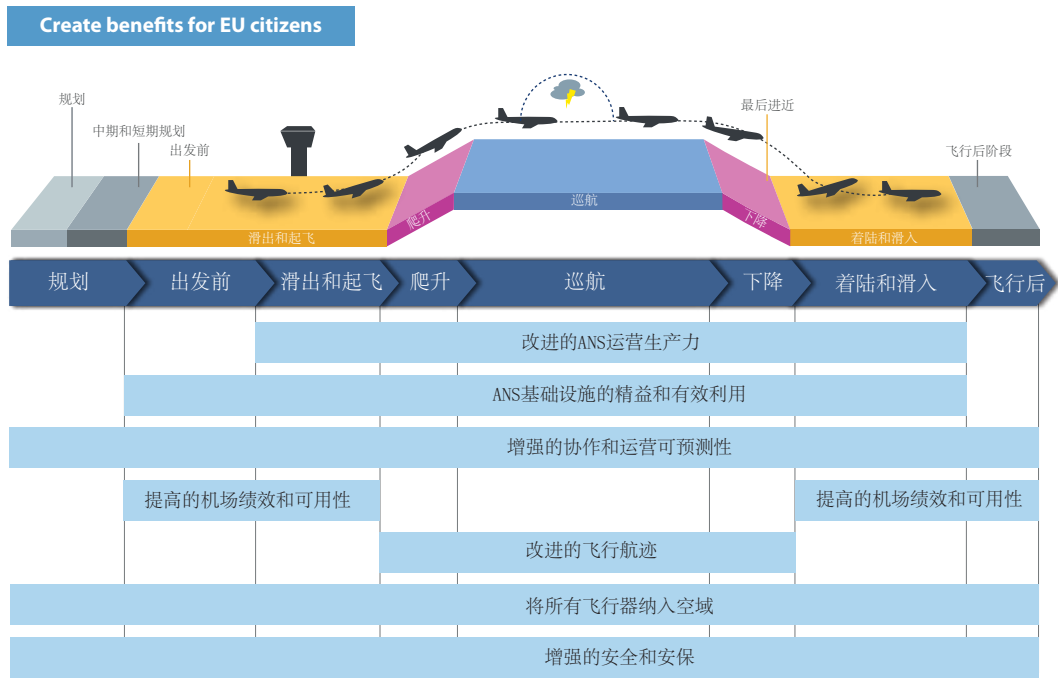 Create benefits for EU citizens
规划
中期和短期规划
出发前
最后进近
飞行后阶段
滑出和起飞
爬升
巡航
下降
着陆和滑入
规划
出发前
滑出和起飞
爬升
巡航
下降
着陆和滑入
飞行后
改进的ANS运营生产力
ANS基础设施的精益和有效利用
增强的协作和运营可预测性
提高的机场绩效和可用性
提高的机场绩效和可用性
改进的飞行航迹
将所有飞行器纳入空域
增强的安全和安保